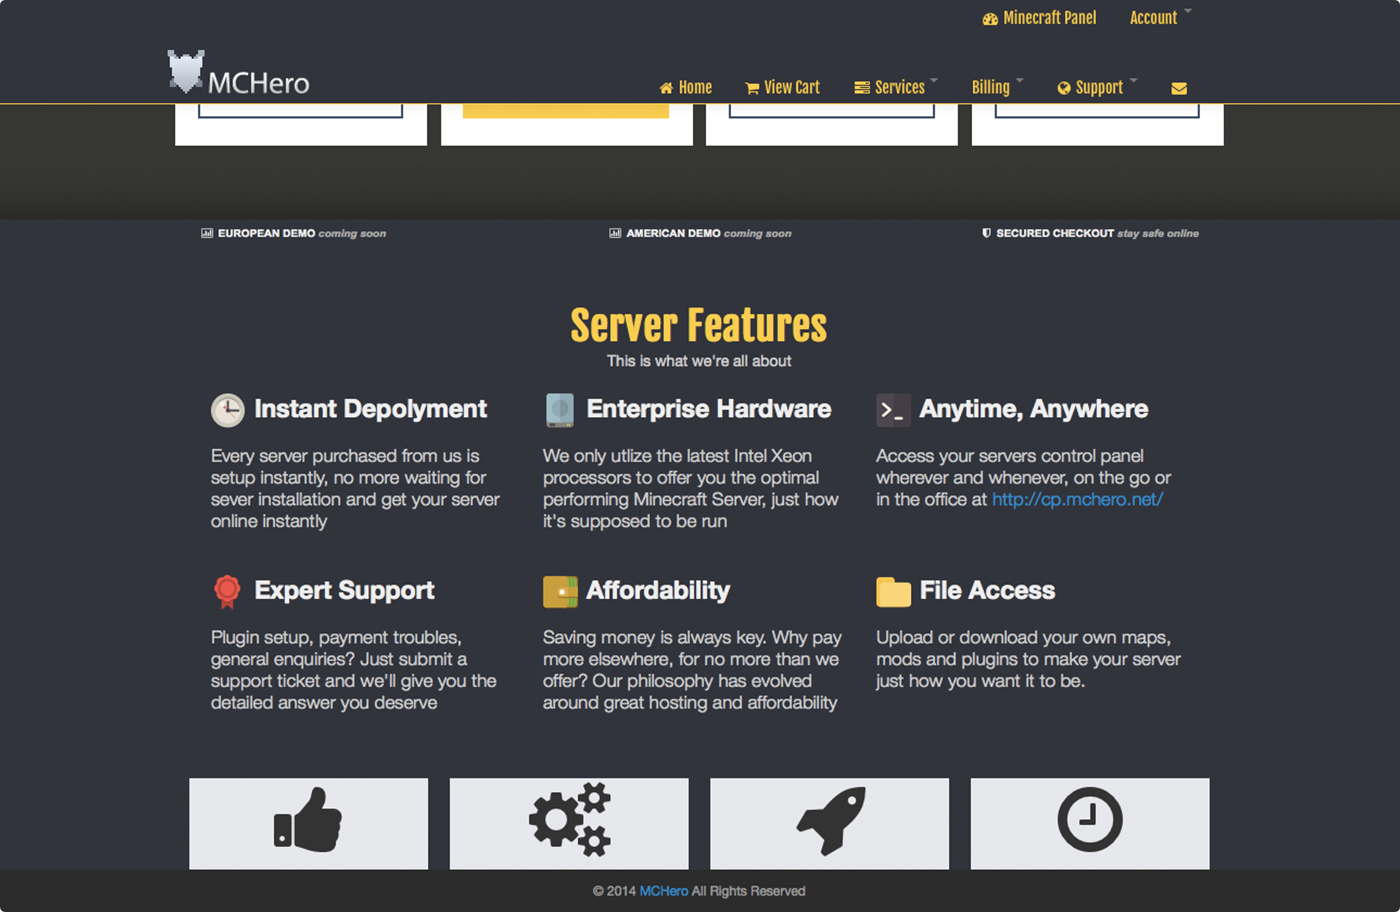 Minecraft Panel Account
MCHero
Home View Cart Services Billing Support
EUROPEAN DEMO coming soon
AMERICAN DEMO coming soon
SECURED CHECKOUT stay safe online
Server Features
This is what we're all about
Instant Depolyment
Every server purchased from us is
setup instantly, no more waiting for
sever installation and get your server
online instantly
Enterprise Hardware
We only utlize the latest Intel Xeon
processors to offer you the optimal
performing Minecraft Server, just how
it's supposed to be run
Anytime, Anywhere
Access your servers control panel
wherever and whenever, on the go or
in the office at http://cp.mchero.net/
Expert Support
Plugin setup, payment troubles,
general enquiries? Just submit a
support ticket and we'll give you the
detailed answer you deserve
Affordability
Saving money is always key. Why pay
more elsewhere, for no more than we
offer? Our philosophy has evolved
around great hosting and affordability
File Access
Upload or download your own maps,
mods and plugins to make your server
just how you want it to be.
© 2014 MCHero All Rights Reserved